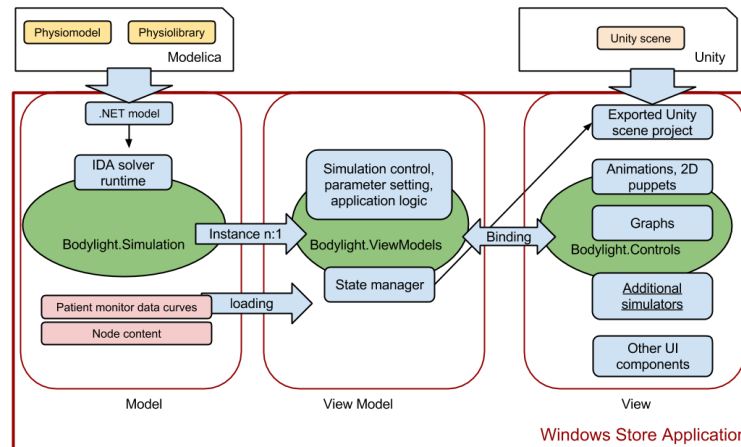 Physiomodel
Physiolibrary
Modelica
Unity scene
Unity
.NET model
Exported Unity
scene project
IDA solver
runtime
Simulation control,
parameter setting,
application logic
Animations, 2D
puppets
Graphs
Bodylight.Simulation
Instance n:1
Bodylight.ViewModels
Binding
Bodylight.Controls
State manager
Additional
simulators
Patient monitor data curves
loading
Node content
Other UI
components
Model
View Model
View
Windows Store Application